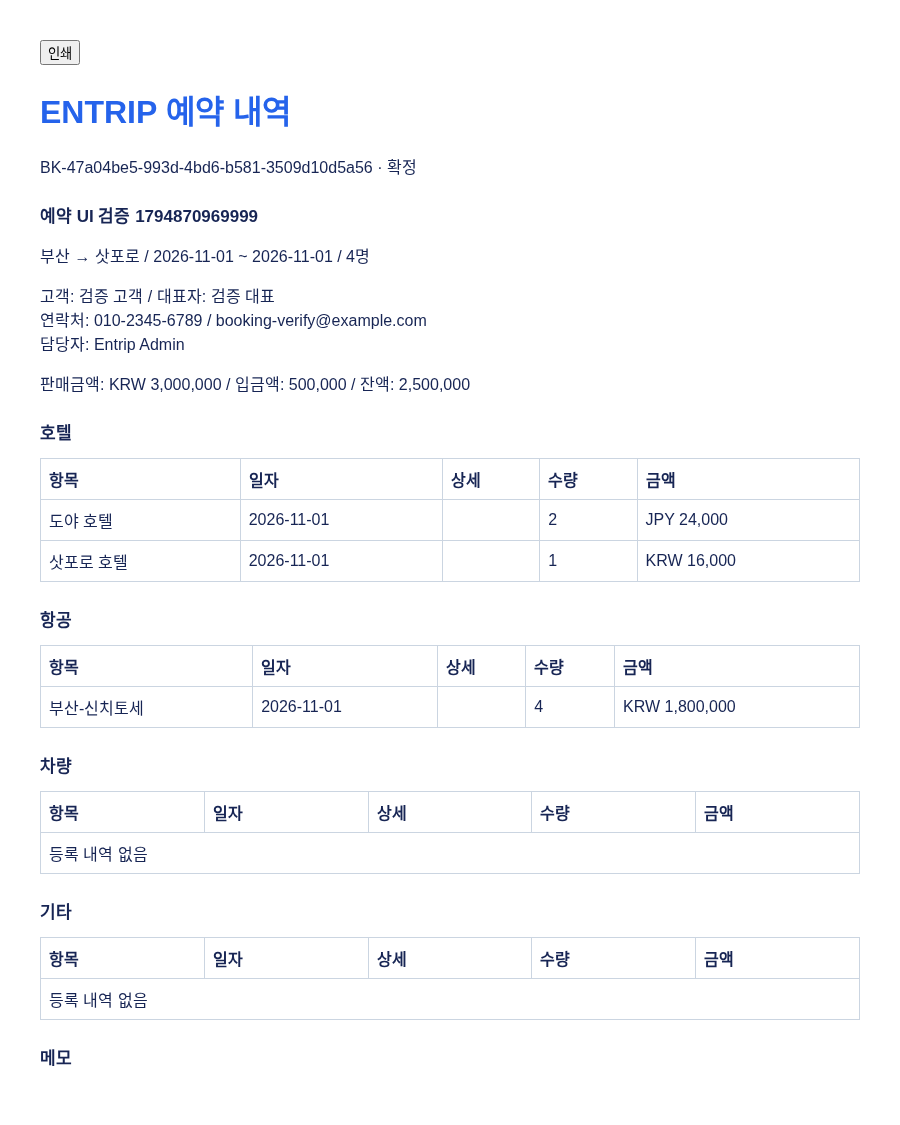 인쇄
ENTRIP 예약 내역
BK-47a04be5-993d-4bd6-b581-3509d10d5a56 · 확정
예약 UI 검증 1794870969999
부산 → 삿포로 / 2026-11-01 ~ 2026-11-01 / 4명
고객: 검증 고객 / 대표자: 검증 대표
연락처: 010-2345-6789 / booking-verify@example.com
담당자: Entrip Admin
판매금액: KRW 3,000,000 / 입금액: 500,000 / 잔액: 2,500,000
호텔
항목 일자 상세 수량 금액
도야 호텔 2026-11-01 2 JPY 24,000
삿포로 호텔 2026-11-01 1 KRW 16,000
항공
항목 일자 상세 수량 금액
부산-신치토세 2026-11-01 4 KRW 1,800,000
차량
항목 일자 상세 수량 금액
등록 내역 없음
기타
항목 일자 상세 수량 금액
등록 내역 없음
메모